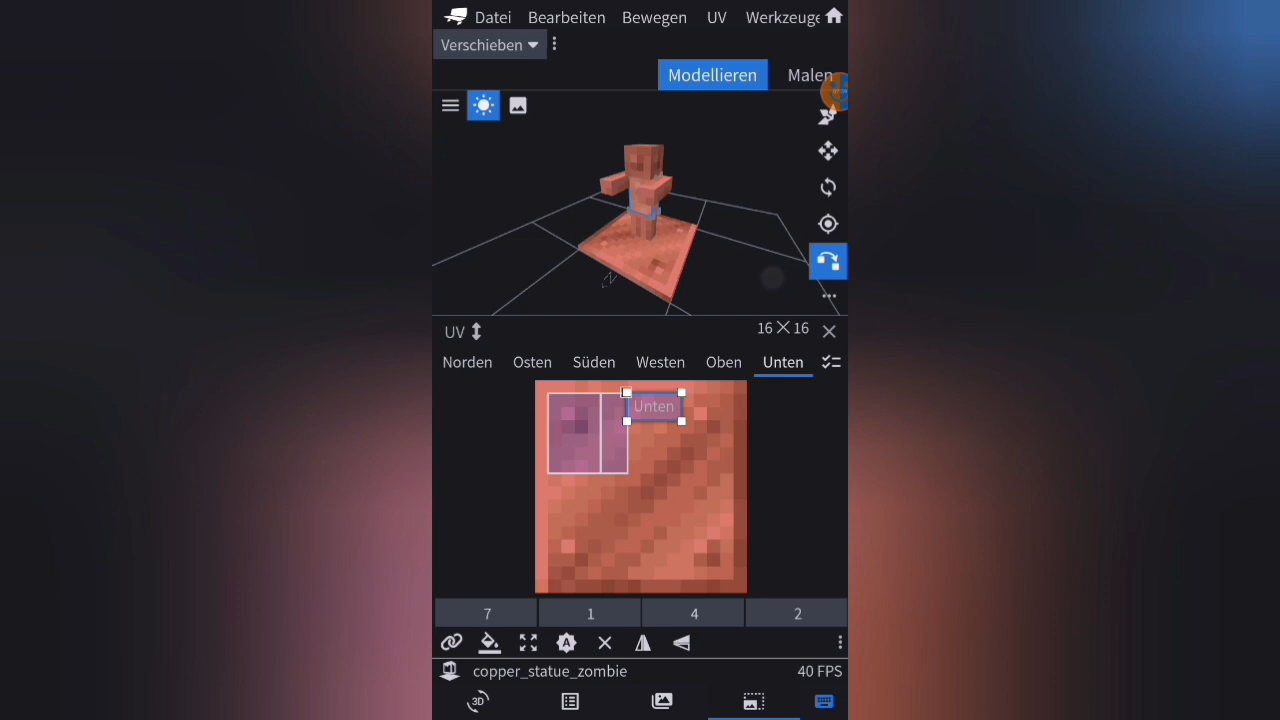 Datei Bearbeiten Bewegen UV Werkzeuge
Verschieben
Modellieren Malen
UV 16×16
Norden Osten Süden Westen Oben Unten
Unten
7 1 4 2
copper_statue_zombie 40 FPS
3D